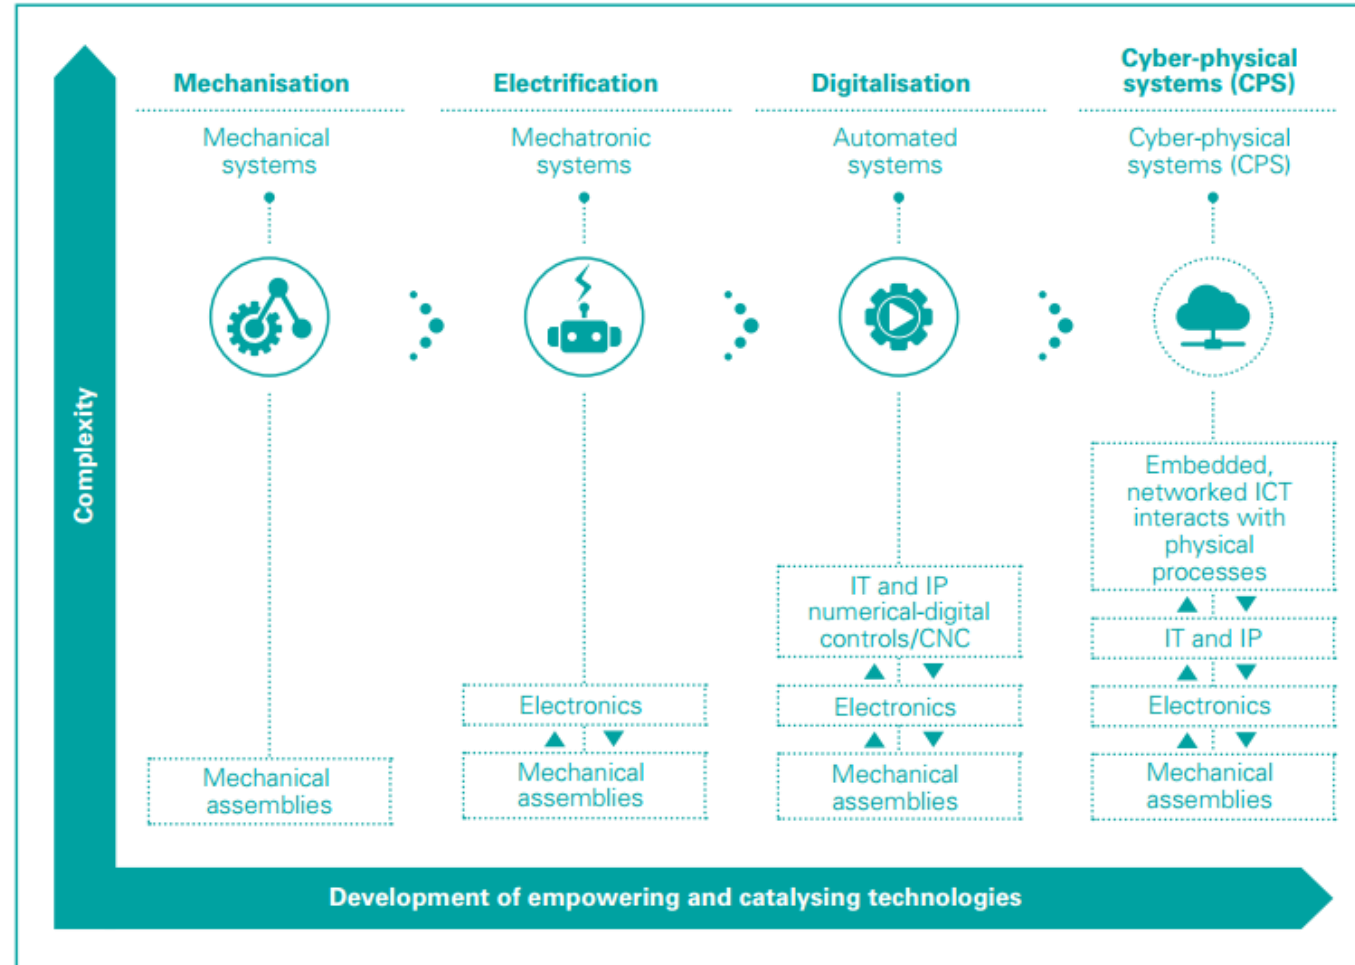 Mechanisation
Electrification
Digitalisation
Cyber-physical
systems (CPS)
Mechanical
systems
Mechatronic
systems
Automated
systems
Cyber-physical
systems (CPS)
Complexity
Mechanical
assemblies
Electronics
Mechanical
assemblies
IT and IP
numerical-digital
controls/CNC
Electronics
Mechanical
assemblies
Embedded,
networked ICT
interacts with
physical
processes
IT and IP
Electronics
Mechanical
assemblies
Development of empowering and catalysing technologies